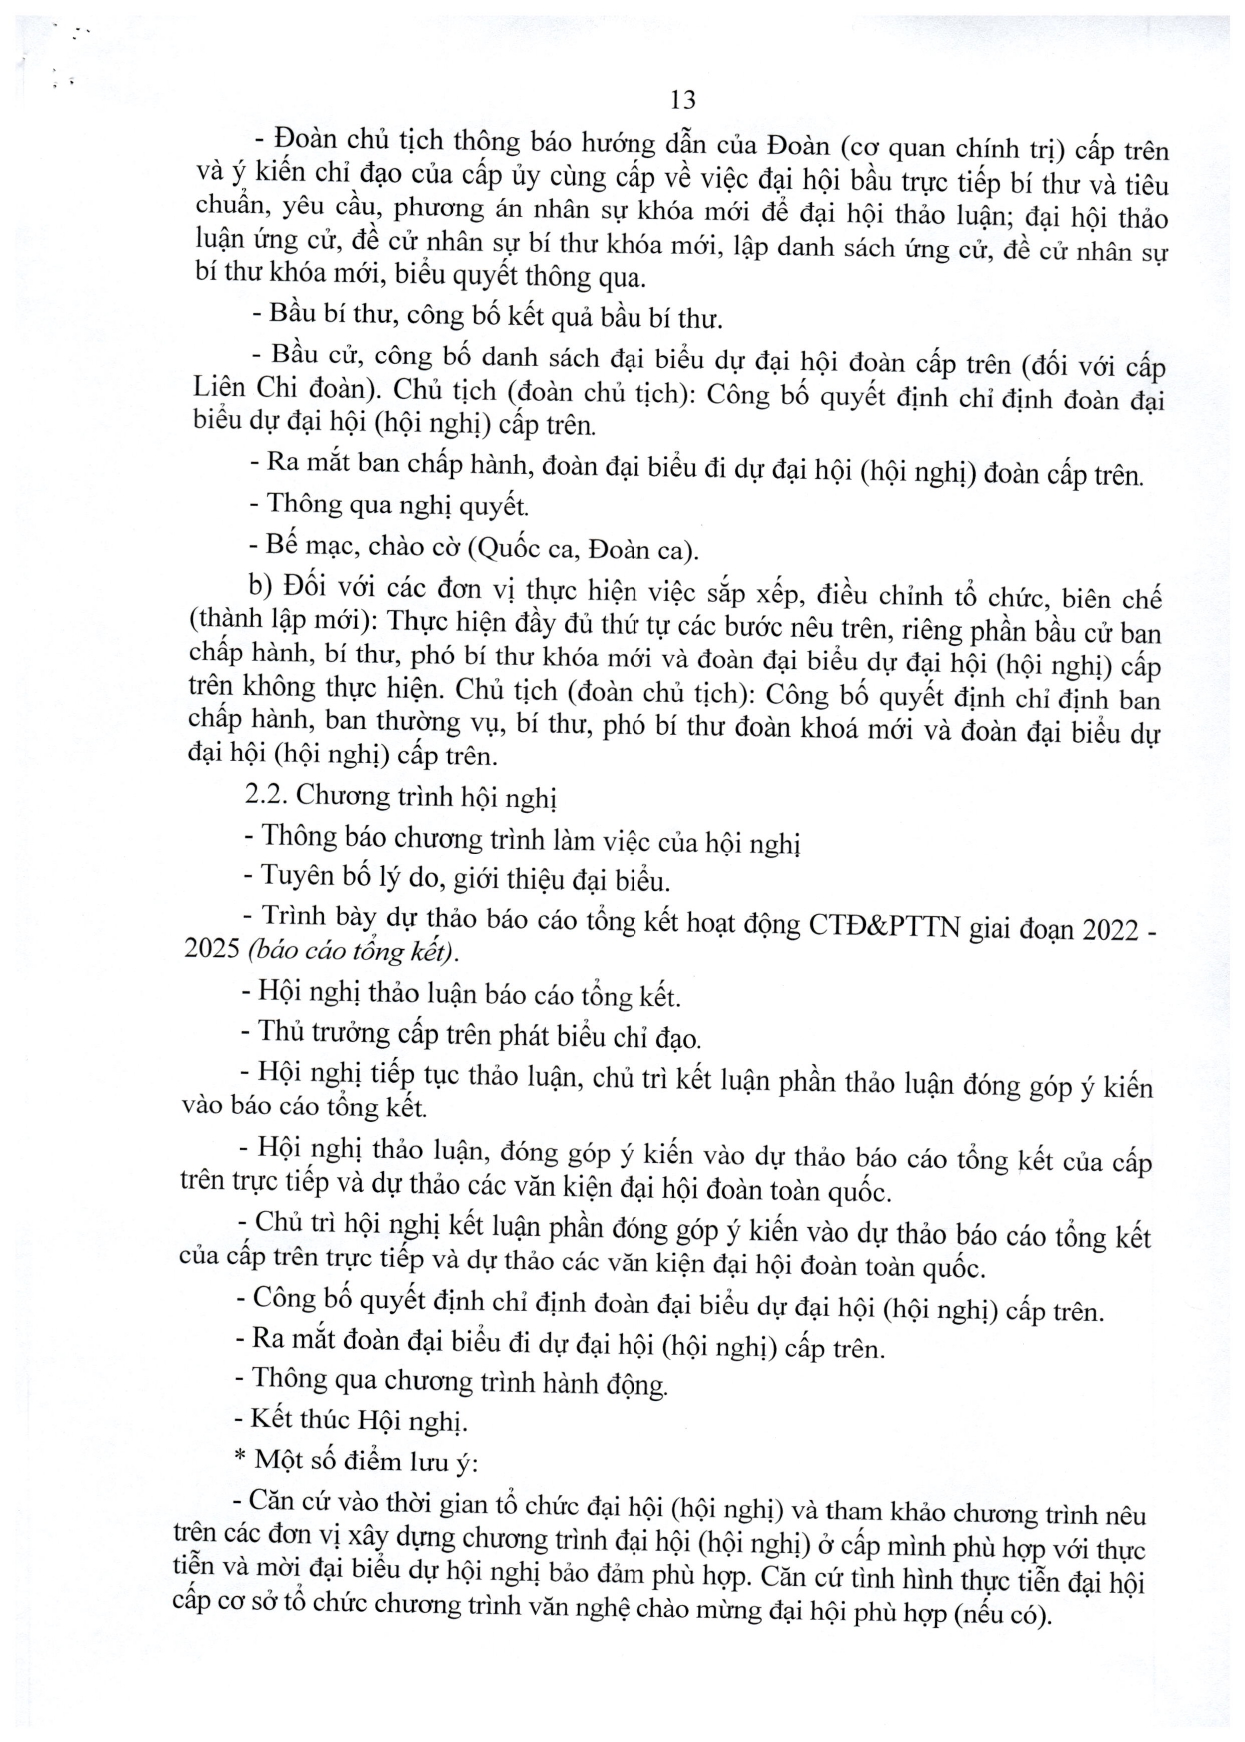 13
- Đoàn chủ tịch thông báo hướng dẫn của Đoàn (cơ quan chính trị) cấp trên
và ý kiến chỉ đạo của cấp ủy cùng cấp về việc đại hội bầu trực tiếp bí thư và tiêu
chuẩn, yêu cầu, phương án nhân sự khóa mới để đại hội thảo luận; đại hội thảo
luận ứng cử, đề cử nhân sự bí thư khóa mới, lập danh sách ứng cử, đề cử nhân sự
bí thư khóa mới, biểu quyết thông qua.
- Bầu bí thư, công bố kết quả bầu bí thư.
- Bầu cử, công bố danh sách đại biểu dự đại hội đoàn cấp trên (đối với cấp
Liên Chi đoàn). Chủ tịch (đoàn chủ tịch): Công bố quyết định chỉ định đoàn đại
biểu dự đại hội (hội nghị) cấp trên.
- Ra mắt ban chấp hành, đoàn đại biểu đi dự đại hội (hội nghị) đoàn cấp trên.
- Thông qua nghị quyết.
- Bế mạc, chào cờ (Quốc ca, Đoàn ca).
b) Đối với các đơn vị thực hiện việc sắp xếp, điều chỉnh tổ chức, biên chế
(thành lập mới): Thực hiện đầy đủ thứ tự các bước nêu trên, riêng phần bầu cử ban
chấp hành, bí thư, phó bí thư khóa mới và đoàn đại biểu dự đại hội (hội nghị) cấp
trên không thực hiện. Chủ tịch (đoàn chủ tịch): Công bố quyết định chỉ định ban
chấp hành, ban thường vụ, bí thư, phó bí thư đoàn khoá mới và đoàn đại biểu dự
đại hội (hội nghị) cấp trên.
2.2. Chương trình hội nghị
- Thông báo chương trình làm việc của hội nghị
- Tuyên bố lý do, giới thiệu đại biểu.
- Trình bày dự thảo báo cáo tổng kết hoạt động CTĐ&PTTN giai đoạn 2022 -
2025 (báo cáo tổng kết).
- Hội nghị thảo luận báo cáo tổng kết.
- Thủ trưởng cấp trên phát biểu chỉ đạo.
- Hội nghị tiếp tục thảo luận, chủ trì kết luận phần thảo luận đóng góp ý kiến
vào báo cáo tổng kết.
- Hội nghị thảo luận, đóng góp ý kiến vào dự thảo báo cáo tổng kết của cấp
trên trực tiếp và dự thảo các văn kiện đại hội đoàn toàn quốc.
- Chủ trì hội nghị kết luận phần đóng góp ý kiến vào dự thảo báo cáo tổng kết
của cấp trên trực tiếp và dự thảo các văn kiện đại hội đoàn toàn quốc.
- Công bố quyết định chỉ định đoàn đại biểu dự đại hội (hội nghị) cấp trên.
- Ra mắt đoàn đại biểu đi dự đại hội (hội nghị) cấp trên.
- Thông qua chương trình hành động.
- Kết thúc Hội nghị.
* Một số điểm lưu ý:
- Căn cứ vào thời gian tổ chức đại hội (hội nghị) và tham khảo chương trình nêu
trên các đơn vị xây dựng chương trình đại hội (hội nghị) ở cấp mình phù hợp với thực
tiễn và mời đại biểu dự hội nghị bảo đảm phù hợp. Căn cứ tình hình thực tiễn đại hội
cấp cơ sở tổ chức chương trình văn nghệ chào mừng đại hội phù hợp (nếu có).